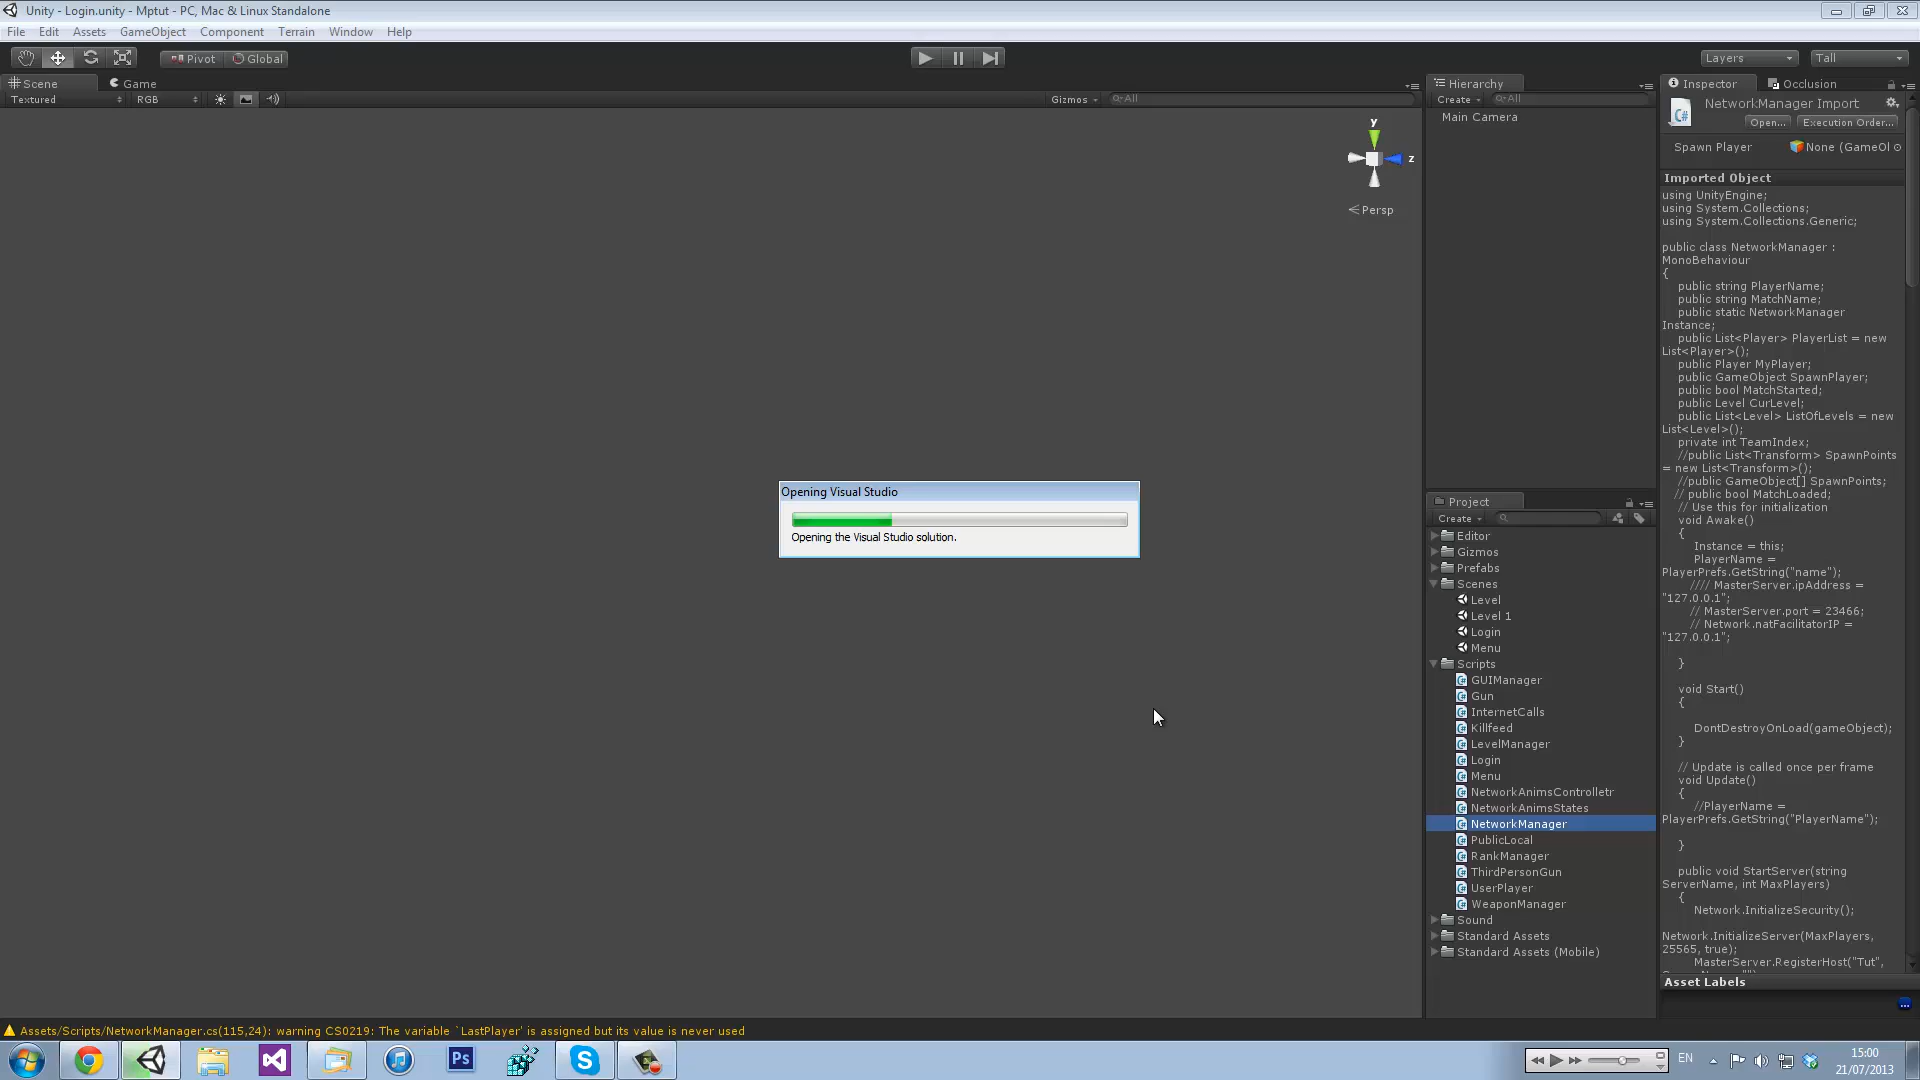 Unity - Login.unity - Mptut - PC, Mac & Linux Standalone
File Edit Assets GameObject Component Terrain Window Help
Pivot Global Layers Tall
Scene Game
Textured RGB Gizmos All
y
z
Persp
Hierarchy
Create All
Main Camera
Opening Visual Studio
Opening the Visual Studio solution.
Project
Create
Editor
Gizmos
Prefabs
Scenes
Level
Level 1
Login
Menu
Scripts
GUIManager
Gun
InternetCalls
Killfeed
LevelManager
Login
Menu
NetworkAnimsControlletr
NetworkAnimsStates
NetworkManager
PublicLocal
RankManager
ThirdPersonGun
UserPlayer
WeaponManager
Sound
Standard Assets
Standard Assets (Mobile)
Inspector Occlusion
NetworkManager Import
C#
Open... Execution Order...
Spawn Player None (GameOl
Imported Object
using UnityEngine;
using System.Collections;
using System.Collections.Generic;
public class NetworkManager :
MonoBehaviour
{
public string PlayerName;
public string MatchName;
public static NetworkManager
Instance;
public List<Player> PlayerList = new
List<Player>();
public Player MyPlayer;
public GameObject SpawnPlayer;
public bool MatchStarted;
public Level CurLevel;
public List<Level> ListOfLevels = new
List<Level>();
private int TeamIndex;
//public List<Transform> SpawnPoints
= new List<Transform>();
//public GameObject[] SpawnPoints;
// public bool MatchLoaded;
// Use this for initialization
void Awake()
{
Instance = this;
PlayerName =
PlayerPrefs.GetString("name");
//// MasterServer.ipAddress =
"127.0.0.1";
// MasterServer.port = 23466;
// Network.natFacilitatorIP =
"127.0.0.1";
}
void Start()
{
DontDestroyOnLoad(gameObject);
}
// Update is called once per frame
void Update()
{
//PlayerName =
PlayerPrefs.GetString("PlayerName");
}
public void StartServer(string
ServerName, int MaxPlayers)
{
Network.InitializeSecurity();
Network.InitializeServer(MaxPlayers,
25565, true);
MasterServer.RegisterHost("Tut",
Asset Labels
Assets/Scripts/NetworkManager.cs(115,24): warning CS0219: The variable `LastPlayer' is assigned but its value is never used
Ps
EN
15:00
21/07/2013